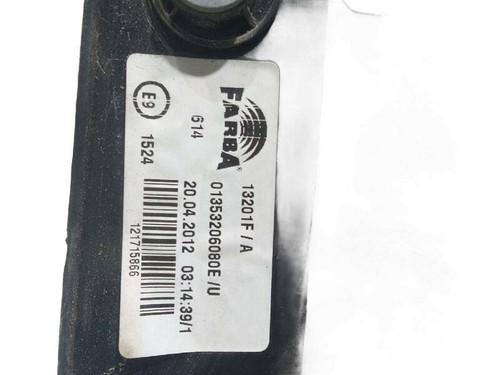 FARBA
13201F / A
614
01353206080E /U
E9
1524
20.04.2012 03:14:39/1
121715866